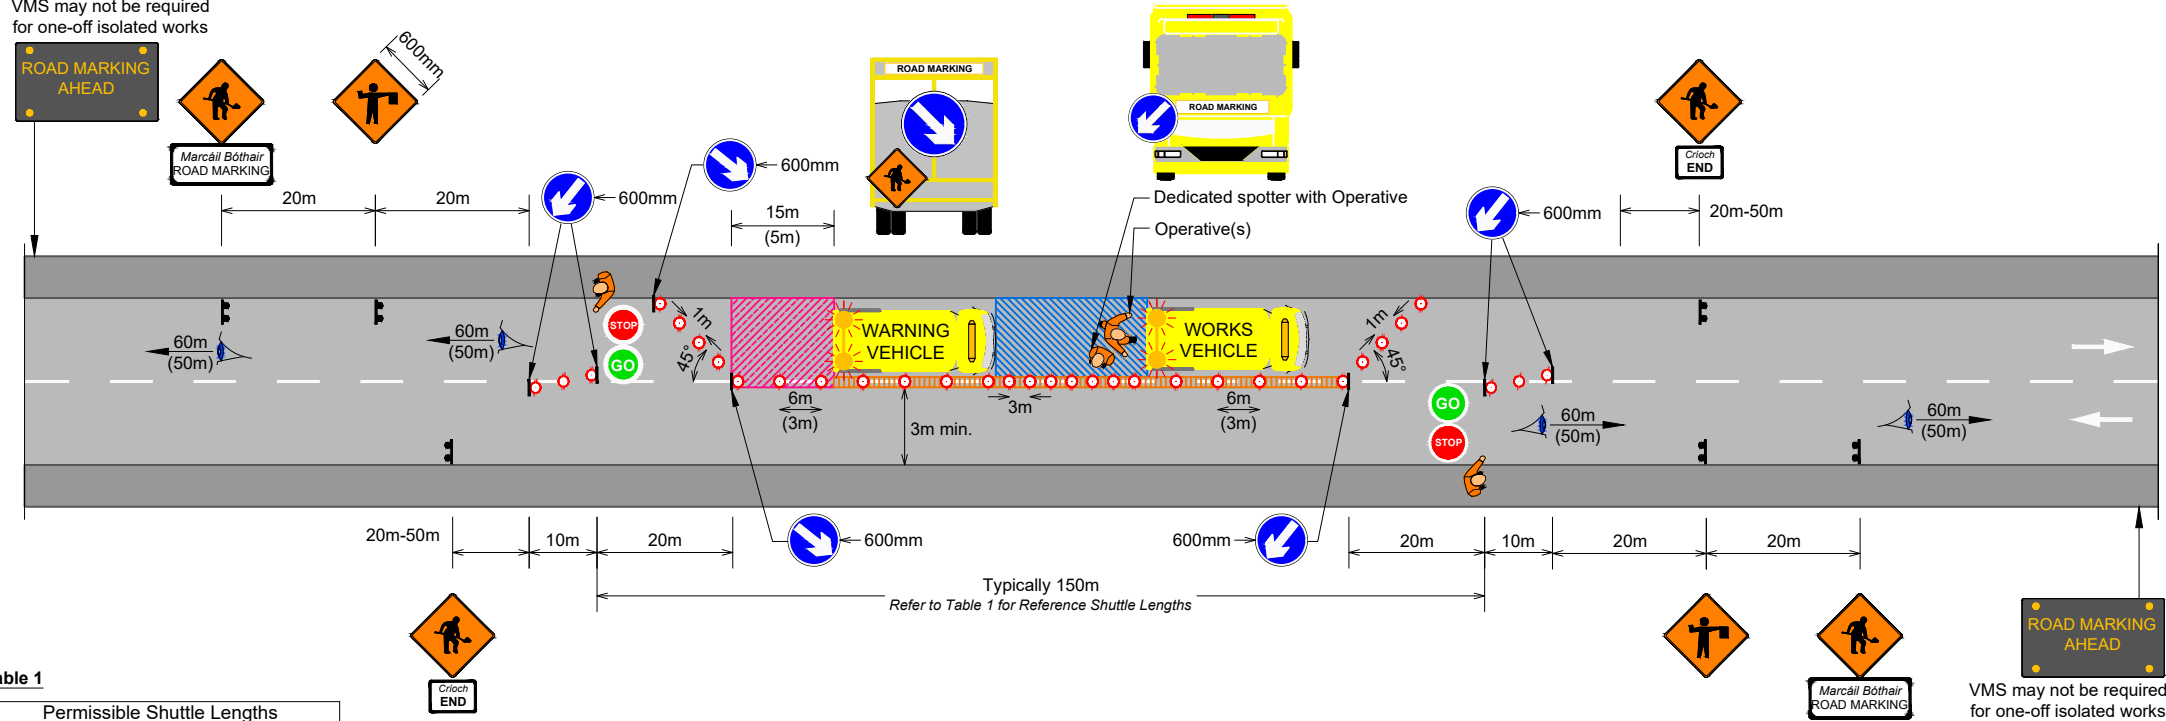 VMS may not be required
for one-off isolated works
ROAD MARKING
AHEAD
Marcáil Bóthair
ROAD MARKING
600mm
20m
20m
600mm
600mm
15m
(5m)
ROAD MARKING
ROAD MARKING
Dedicated spotter with Operative
Operative(s)
600mm
Críoch
END
20m-50m
60m
(50m)
60m
(50m)
STOP
GO
1m
45°
WARNING
VEHICLE
WORKS
VEHICLE
1m
45°
6m
(3m)
3m
6m
(3m)
3m min.
GO
STOP
60m
(50m)
60m
(50m)
20m-50m
10m
20m
600mm
600mm
20m
10m
20m
20m
Typically 150m
Refer to Table 1 for Reference Shuttle Lengths
Críoch
END
ROAD MARKING
AHEAD
Marcáil Bóthair
ROAD MARKING
VMS may not be required
for one-off isolated works
able 1
Permissible Shuttle Lengths